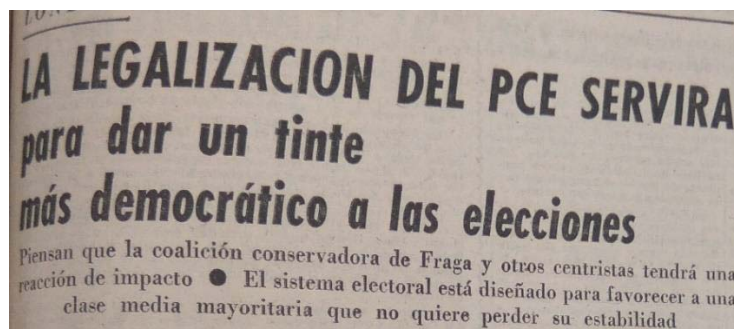 LA LEGALIZACION DEL PCE SERVIRA
para dar un tinte
más democrático a las elecciones
Piensan que la coalición conservadora de Fraga y otros centristas tendrá una
reacción de impacto ● El sistema electoral está diseñado para favorecer a una
clase media mayoritaria que no quiere perder su estabilidad